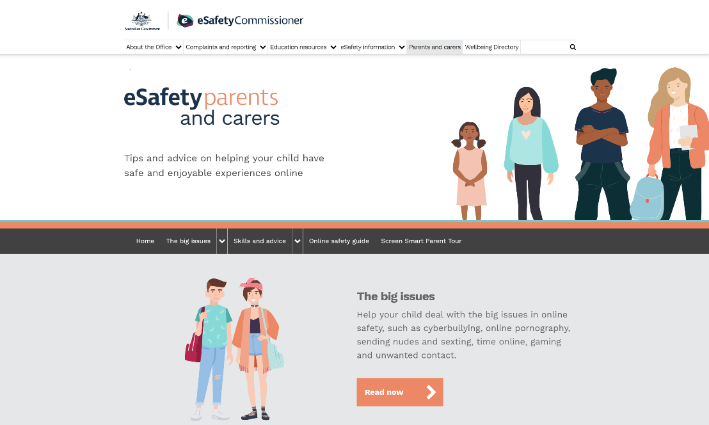 Australian Government
eSafetyCommissioner
About the Office
Complaints and reporting
Education resources
eSafety information
Parents and carers
Wellbeing Directory
eSafetyparents
and carers
Tips and advice on helping your child have
safe and enjoyable experiences online
Home
The big issues
Skills and advice
Online safety guide
Screen Smart Parent Tour
The big issues
Help your child deal with the big issues in online
safety, such as cyberbullying, online pornography,
sending nudes and sexting, time online, gaming
and unwanted contact.
Read now